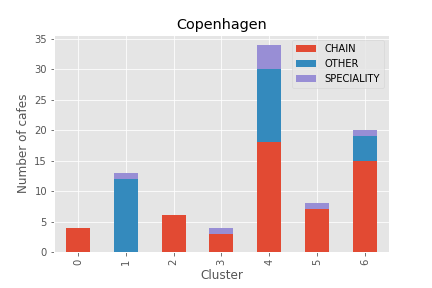 Copenhagen
CHAIN
OTHER
SPECIALITY
Number of cafes
35
30
25
20
15
10
5
0
0 1 2 3 4 5 6
Cluster